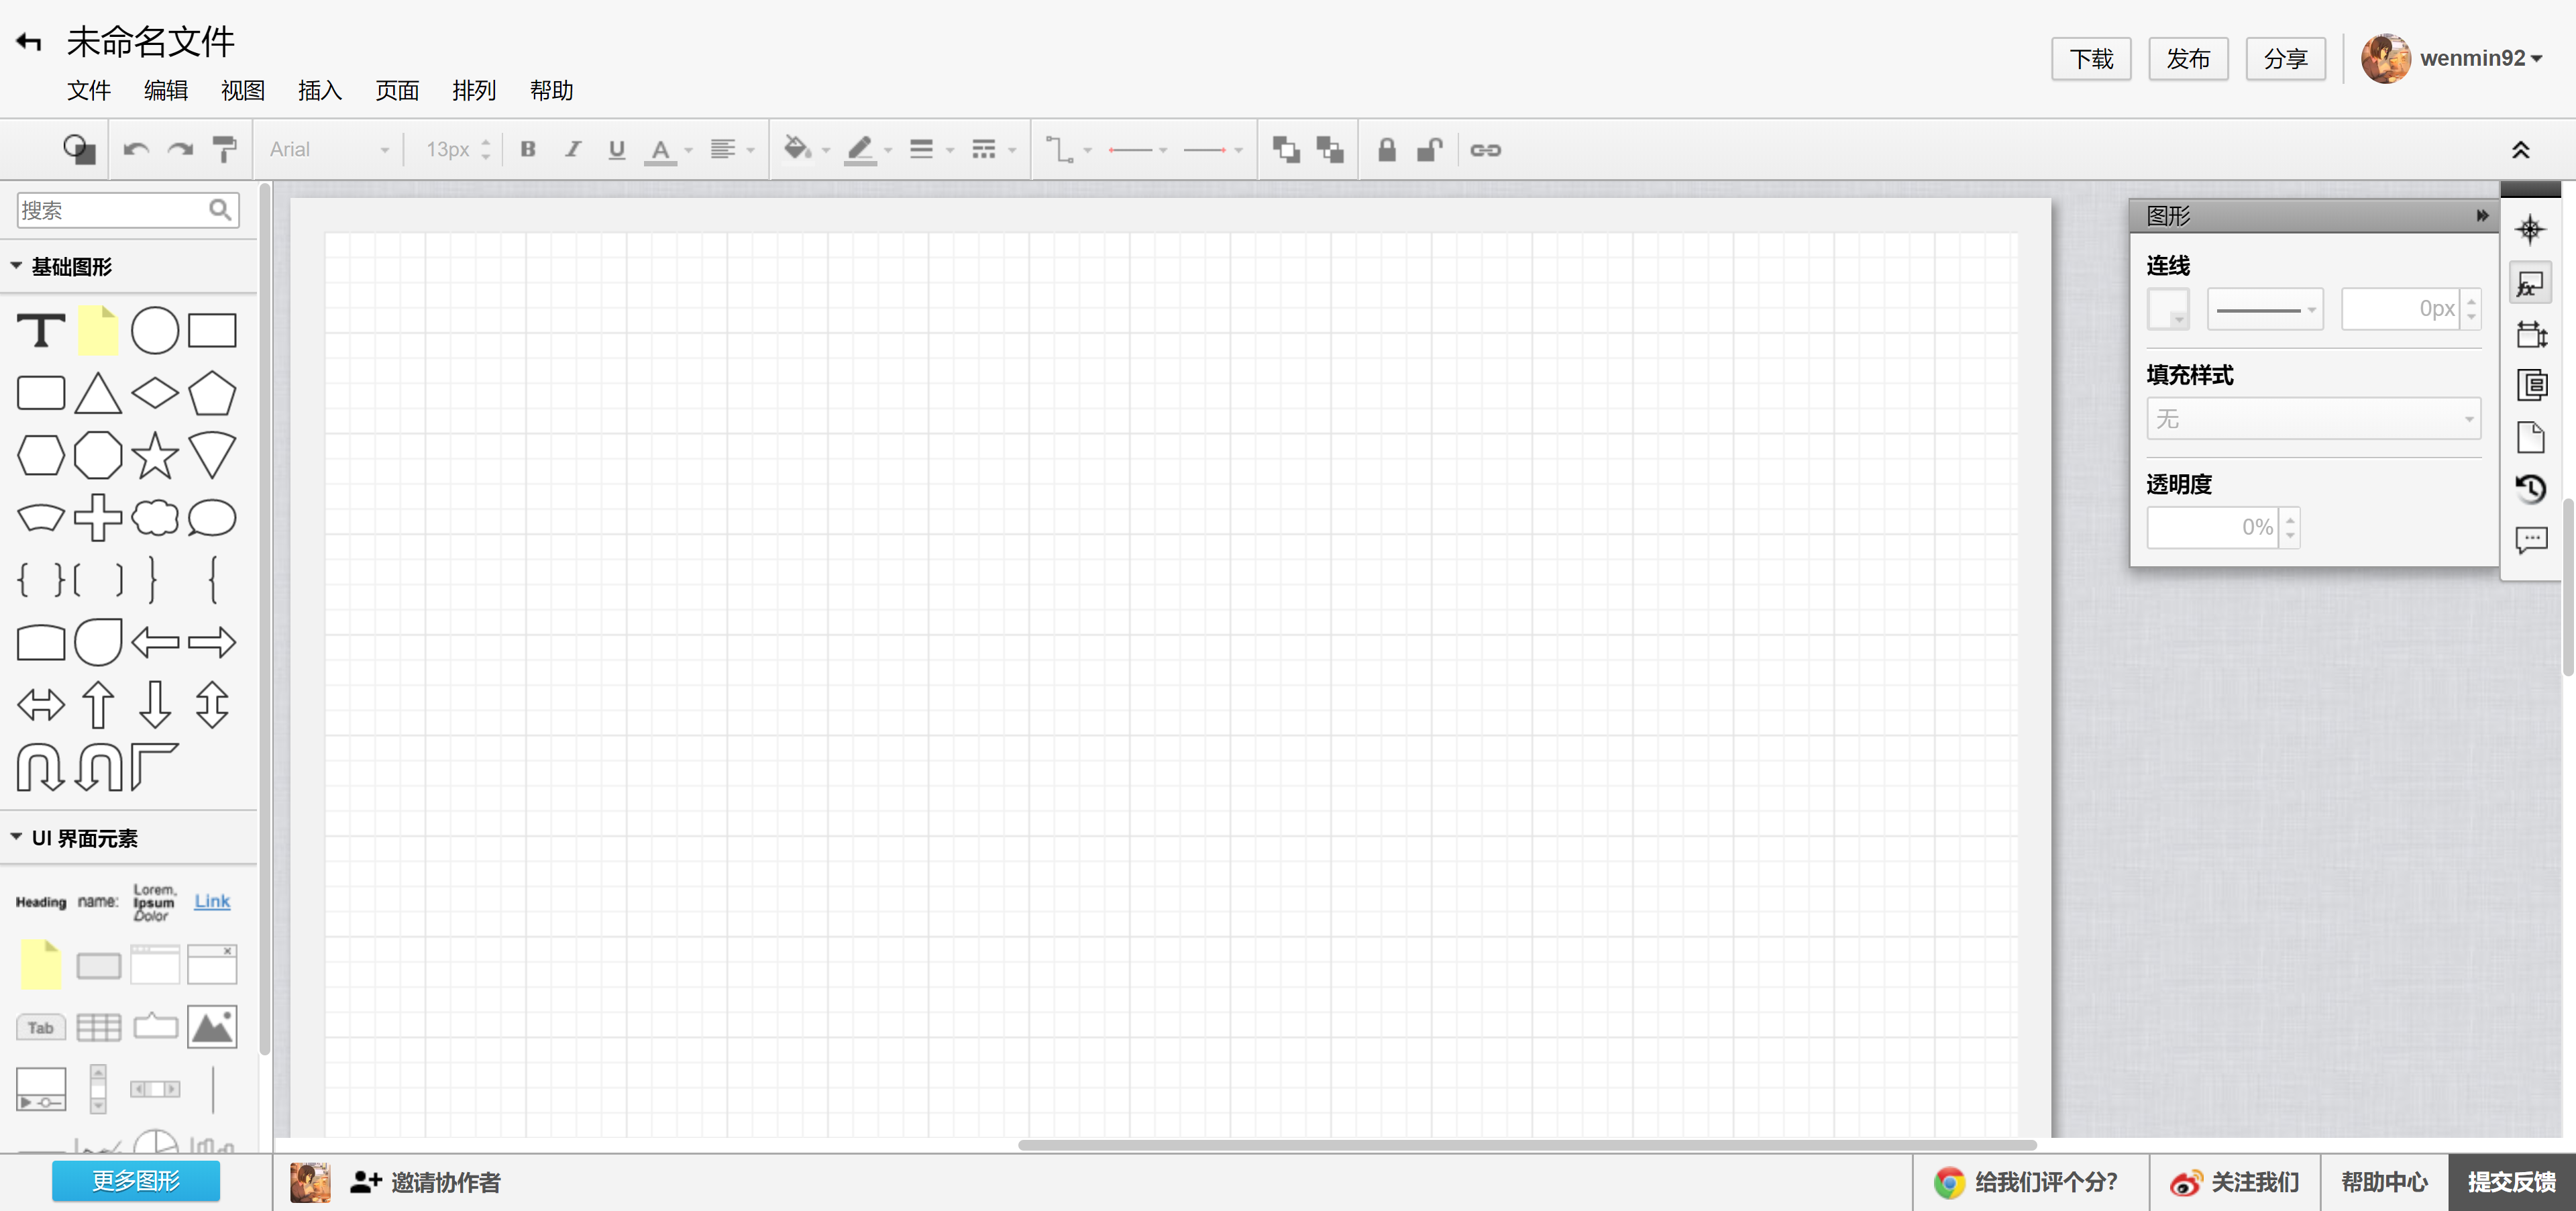 未命名文件
文件 编辑 视图 插入 页面 排列 帮助
下载 发布 分享 wenmin92
Arial 13px B I U A
搜索
基础图形
T
UI 界面元素
Heading name: Lorem, Ipsum Dolor Link
Tab
更多图形
图形
连线
0px
填充样式
无
透明度
0%
邀请协作者
给我们评个分?
关注我们
帮助中心
提交反馈